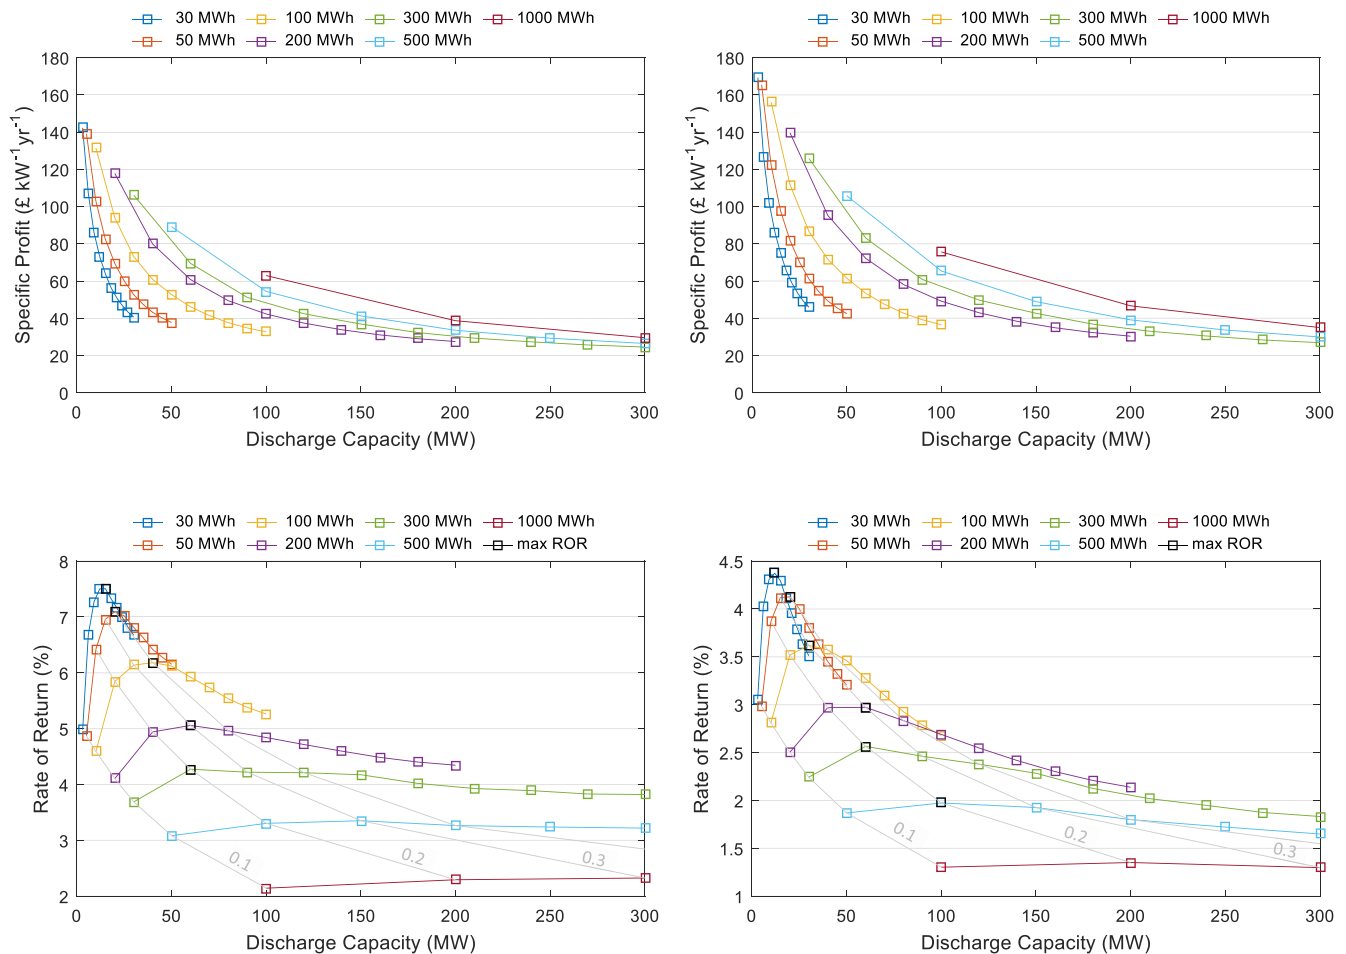 30 MWh 100 MWh 300 MWh 1000 MWh
50 MWh 200 MWh 500 MWh
180
160
140
120
100
80
60
40
20
0
Specific Profit (£ kW-1yr-1)
0 50 100 150 200 250 300
Discharge Capacity (MW)
30 MWh 100 MWh 300 MWh 1000 MWh
50 MWh 200 MWh 500 MWh
180
160
140
120
100
80
60
40
20
0
Specific Profit (£ kW-1yr-1)
0 50 100 150 200 250 300
Discharge Capacity (MW)
30 MWh 100 MWh 300 MWh 1000 MWh
50 MWh 200 MWh 500 MWh max ROR
8
7
6
5
4
3
2
Rate of Return (%)
0.1 0.2 0.3
0 50 100 150 200 250 300
Discharge Capacity (MW)
30 MWh 100 MWh 300 MWh 1000 MWh
50 MWh 200 MWh 500 MWh max ROR
4.5
4
3.5
3
2.5
2
1.5
1
Rate of Return (%)
0.1 0.2 0.3
0 50 100 150 200 250 300
Discharge Capacity (MW)